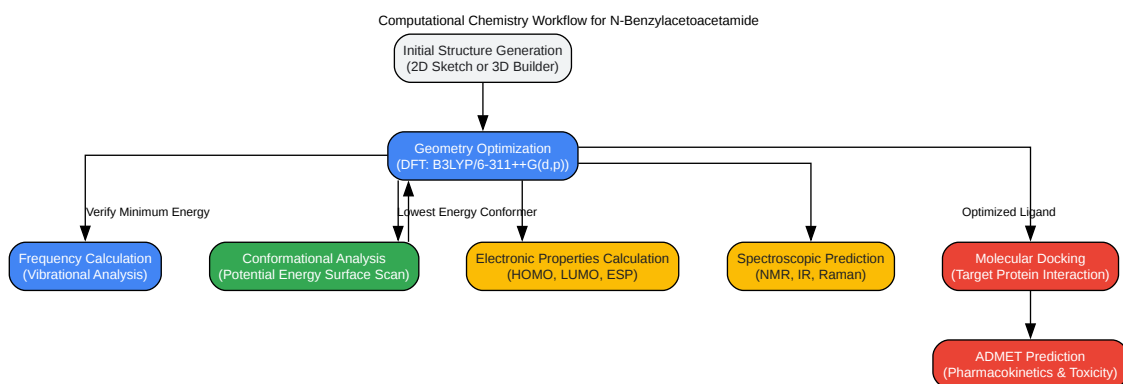 Computational Chemistry Workflow for N-Benzylacetoacetamide
Initial Structure Generation
(2D Sketch or 3D Builder)
Geometry Optimization
(DFT: B3LYP/6-311++G(d,p))
Verify Minimum Energy
Lowest Energy Conformer
Optimized Ligand
Frequency Calculation
(Vibrational Analysis)
Conformational Analysis
(Potential Energy Surface Scan)
Electronic Properties Calculation
(HOMO, LUMO, ESP)
Spectroscopic Prediction
(NMR, IR, Raman)
Molecular Docking
(Target Protein Interaction)
ADMET Prediction
(Pharmacokinetics & Toxicity)